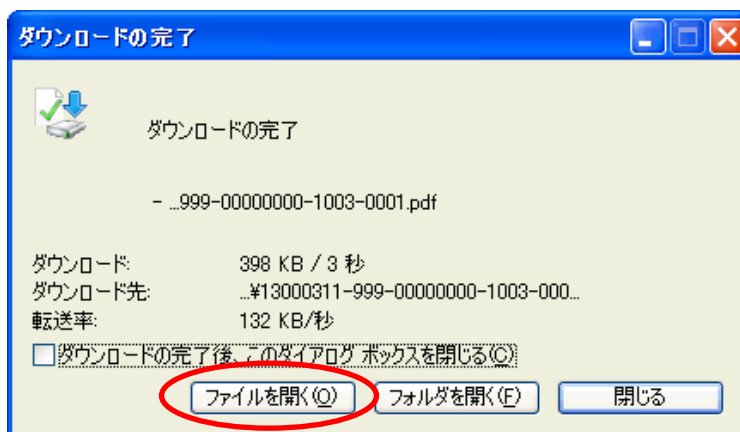 ダウンロードの完了
ダウンロードの完了
- ...999-00000000-1003-0001.pdf
ダウンロード: 398 KB / 3 秒
ダウンロード先: ...¥13000311-999-00000000-1003-000...
転送率: 132 KB/秒
ダウンロードの完了後、このダイアログ ボックスを閉じる(C)
ファイルを開く(O) フォルダを開く(F) 閉じる